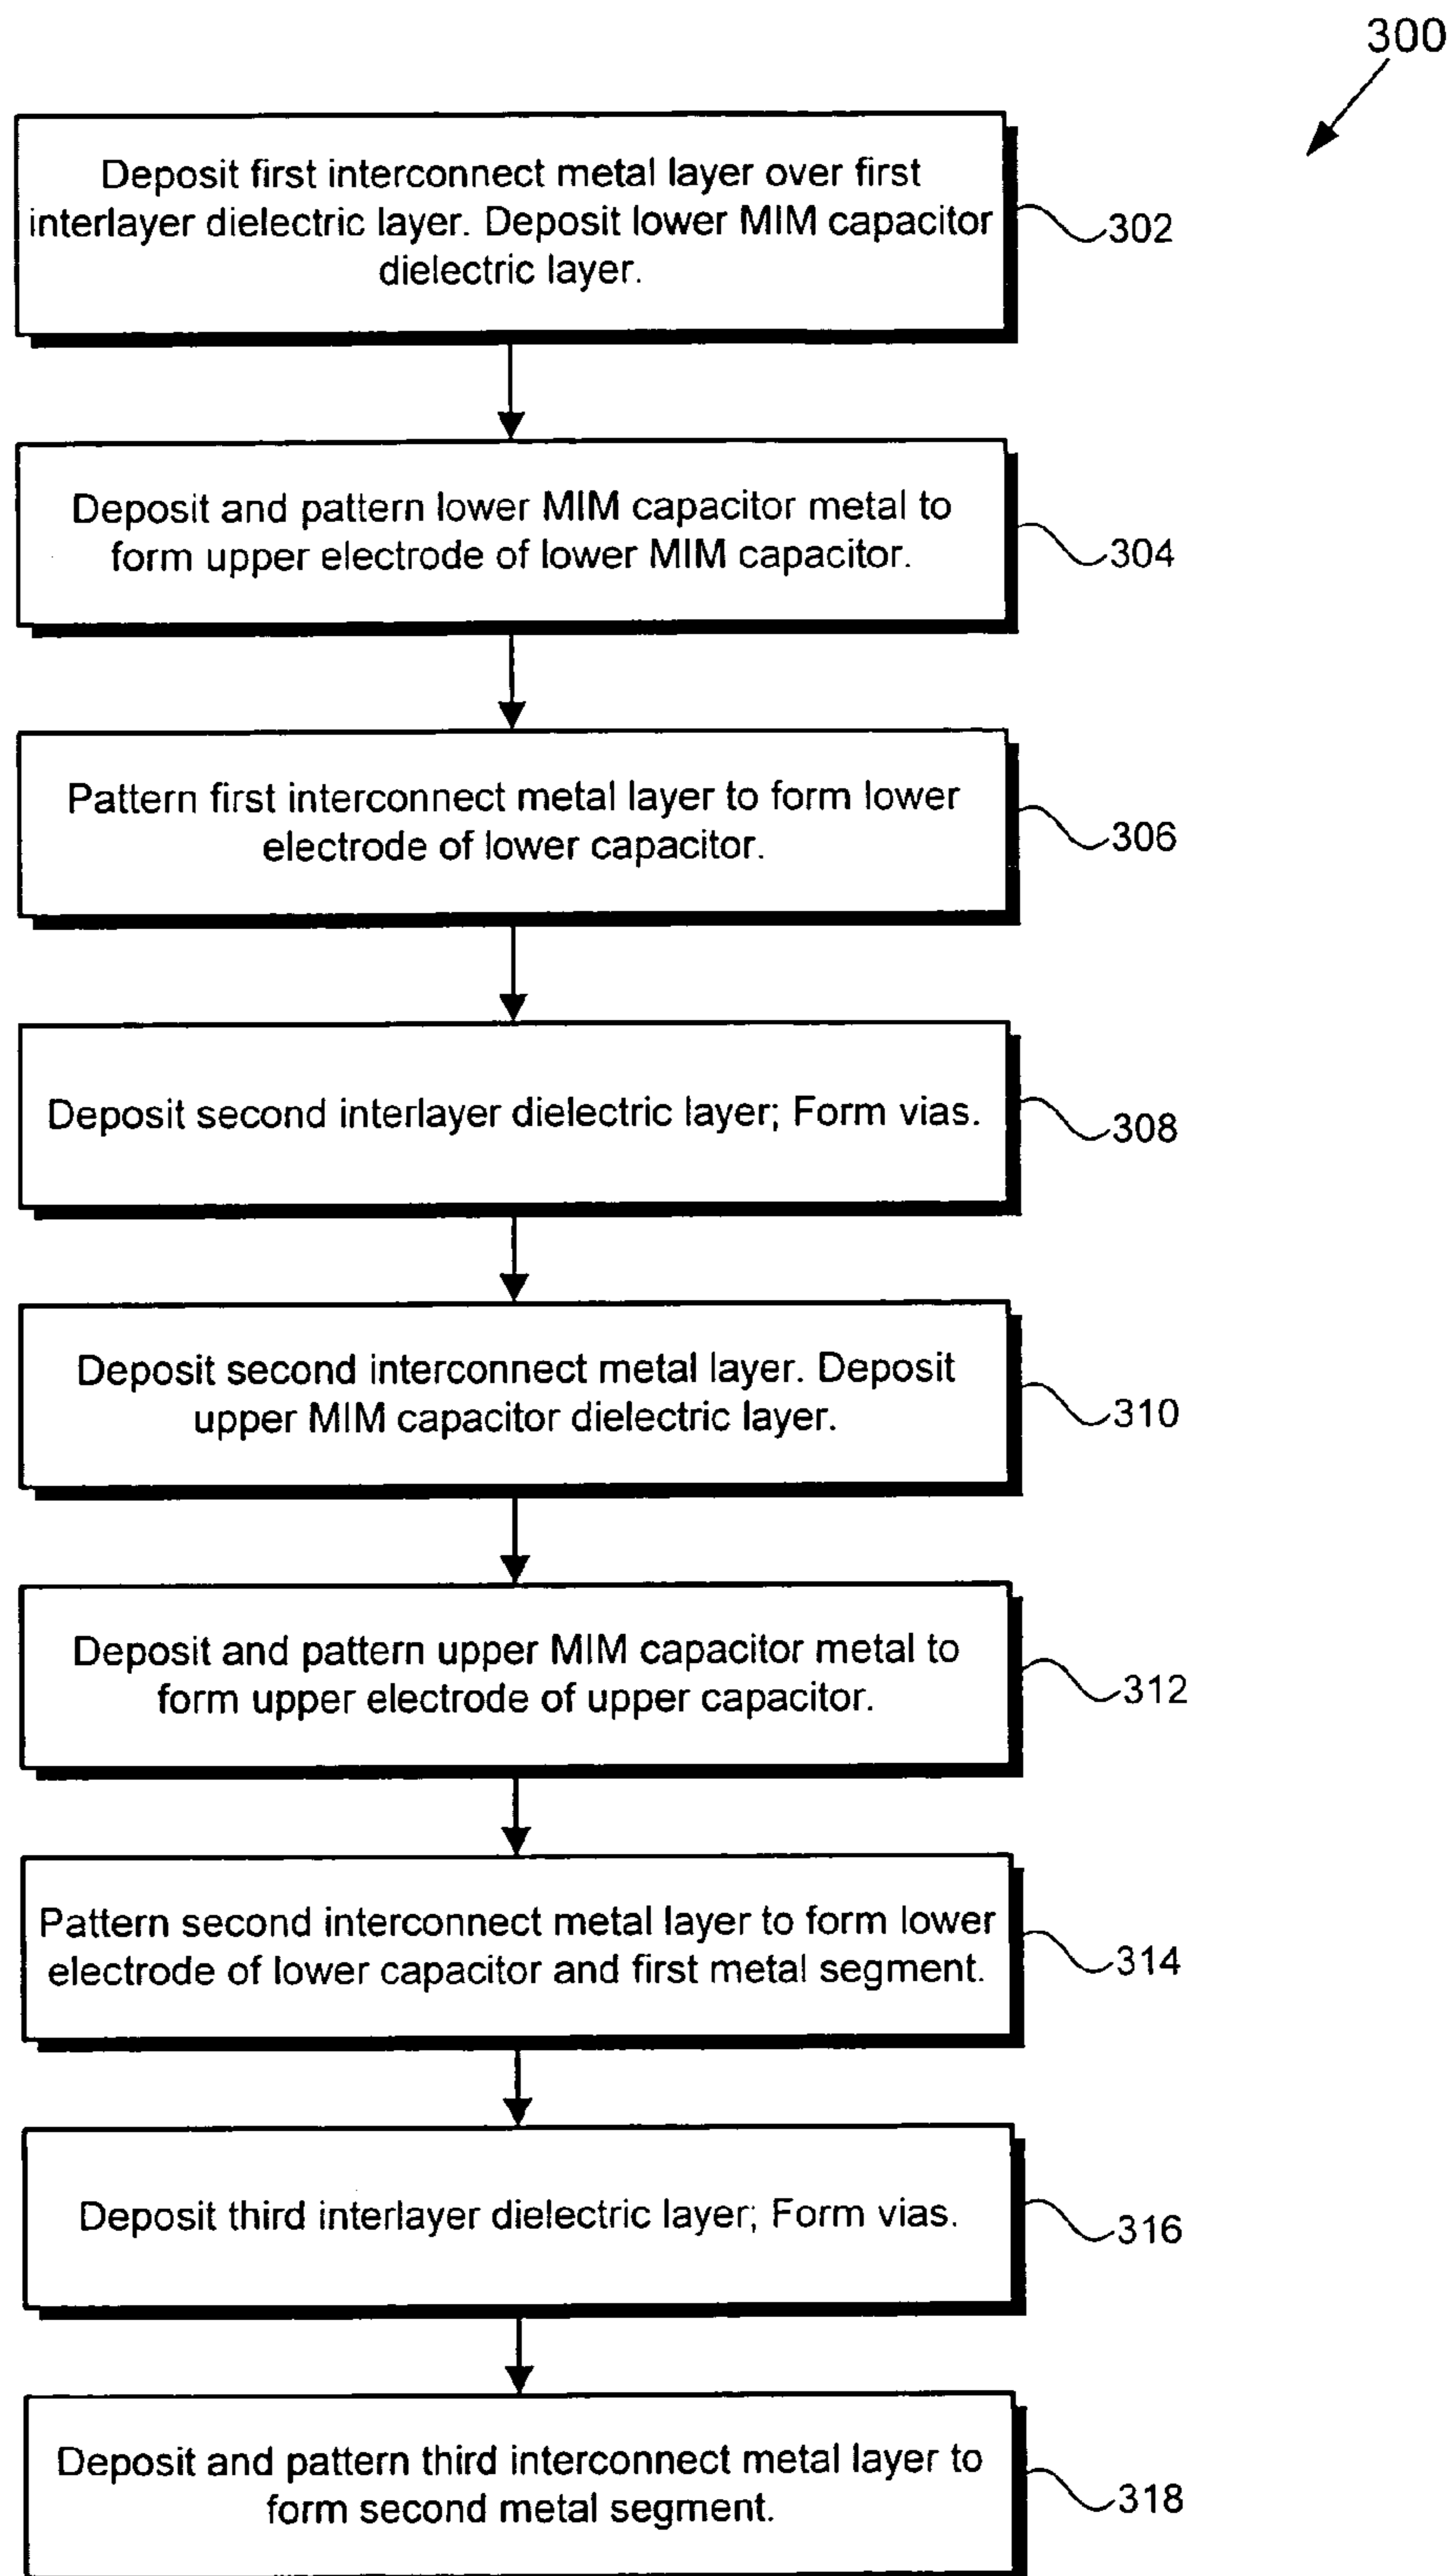 300
Deposit first interconnect metal layer over first
interlayer dielectric layer. Deposit lower MIM capacitor
dielectric layer.
302
Deposit and pattern lower MIM capacitor metal to
form upper electrode of lower MIM capacitor.
304
Pattern first interconnect metal layer to form lower
electrode of lower capacitor.
306
Deposit second interlayer dielectric layer; Form vias.
308
Deposit second interconnect metal layer. Deposit
upper MIM capacitor dielectric layer.
310
Deposit and pattern upper MIM capacitor metal to
form upper electrode of upper capacitor.
312
Pattern second interconnect metal layer to form lower
electrode of lower capacitor and first metal segment.
314
Deposit third interlayer dielectric layer; Form vias.
316
Deposit and pattern third interconnect metal layer to
form second metal segment.
318